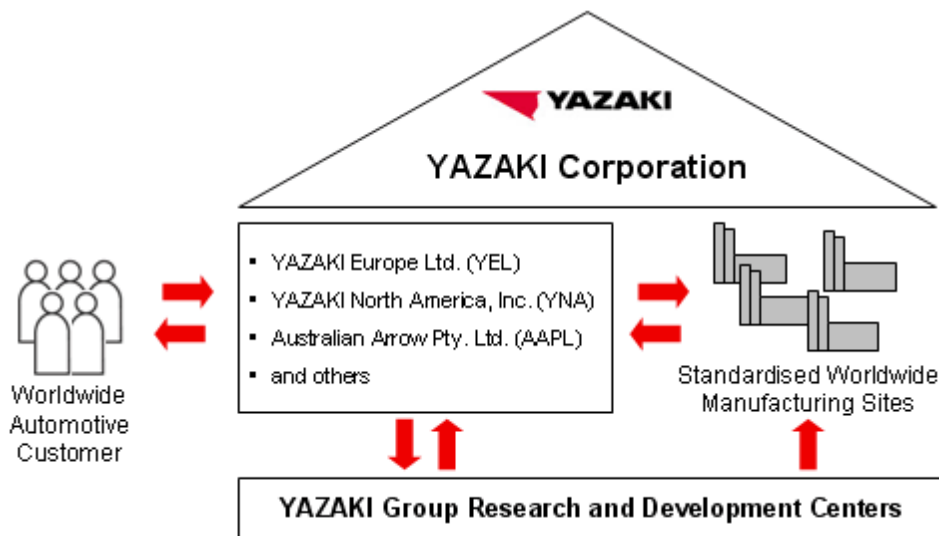 YAZAKI
YAZAKI Corporation
YAZAKI Europe Ltd. (YEL)
YAZAKI North America, Inc. (YNA)
Australian Arrow Pty. Ltd. (AAPL)
and others
Worldwide
Automotive
Customer
Standardised Worldwide
Manufacturing Sites
YAZAKI Group Research and Development Centers